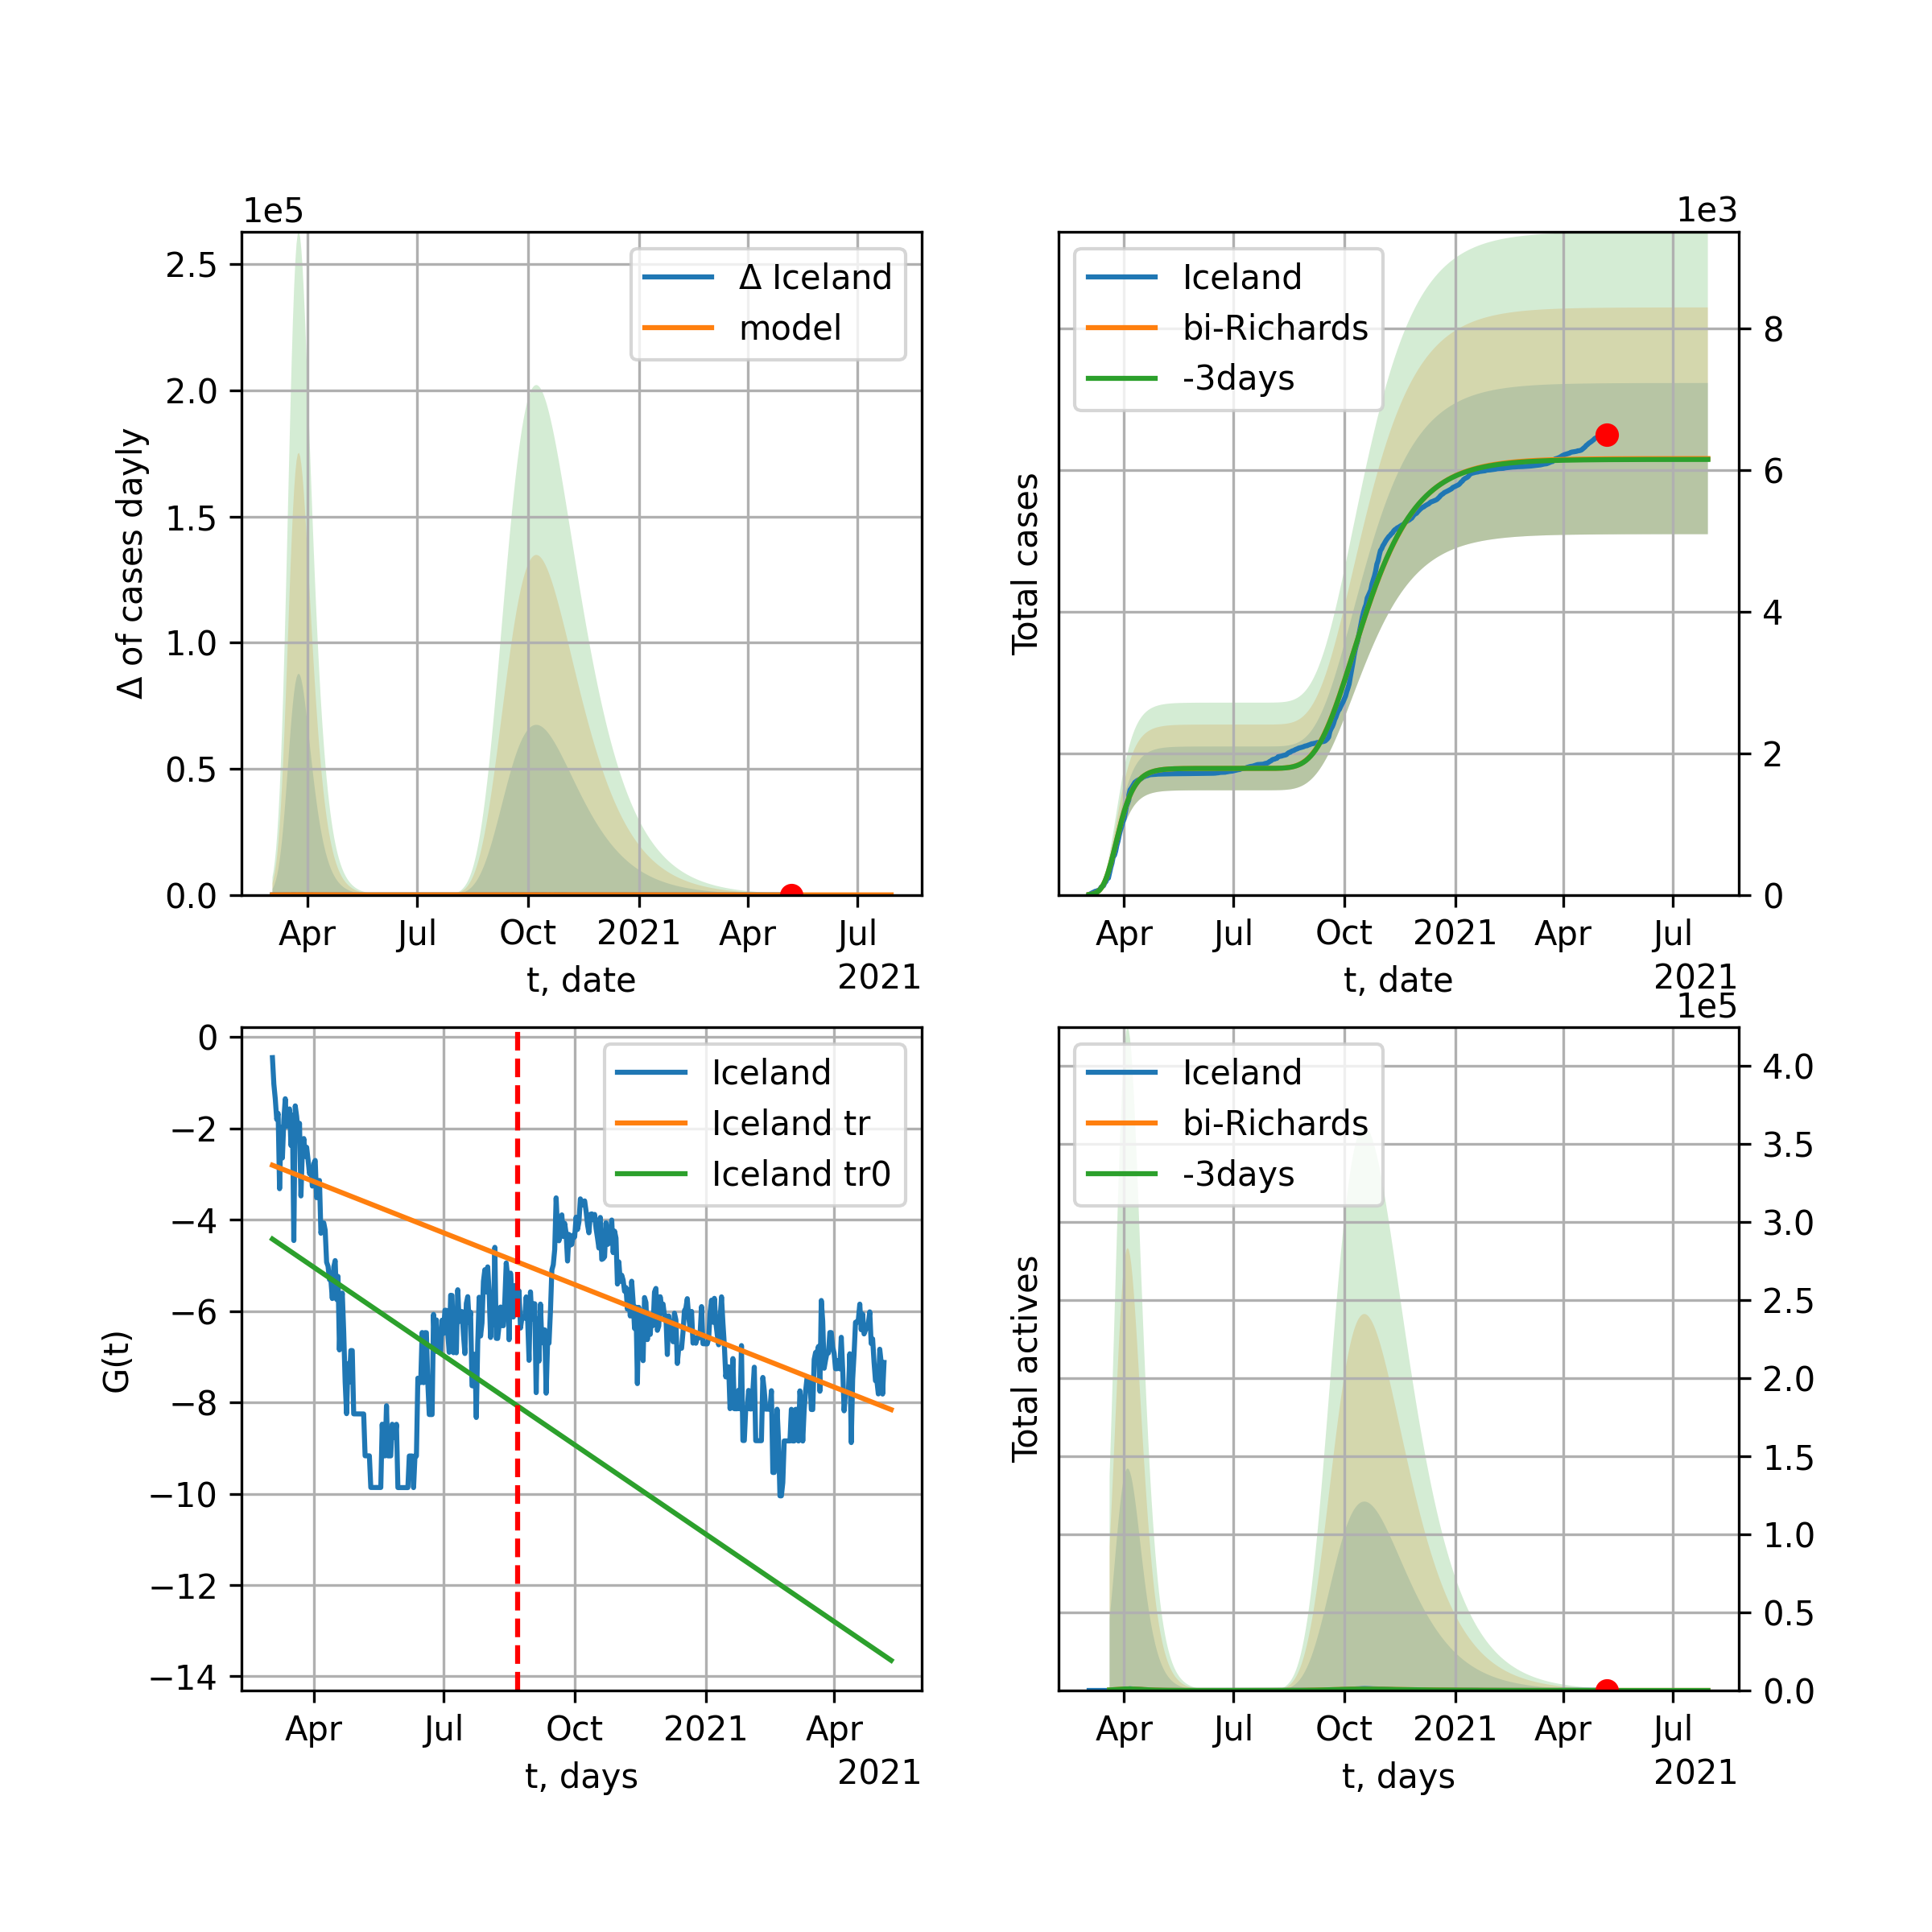 1e5
2.5
2.0
1.5
1.0
0.5
0.0
Δ of cases dayly
Δ Iceland
model
Apr
Jul
Oct
2021
Apr
Jul
t, date
2021
1e3
Iceland
bi-Richards
-3days
Total cases
8
6
4
2
0
Apr
Jul
Oct
2021
Apr
Jul
t, date
2021
0
−2
−4
−6
−8
−10
−12
−14
G(t)
Iceland
Iceland tr
Iceland tr0
Apr
Jul
Oct
2021
Apr
t, days
2021
1e5
Iceland
bi-Richards
-3days
Total actives
4.0
3.5
3.0
2.5
2.0
1.5
1.0
0.5
0.0
Apr
Jul
Oct
2021
Apr
Jul
t, days
2021